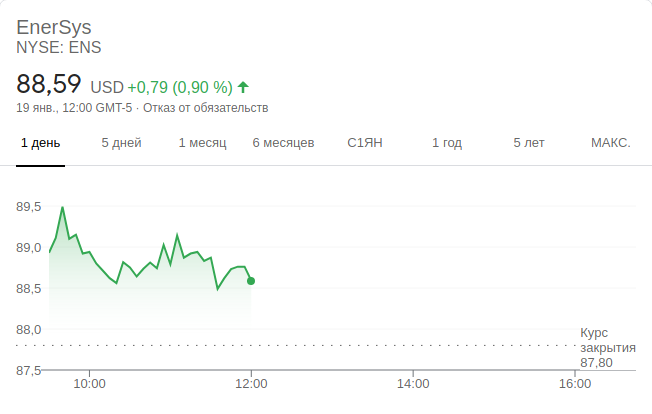 EnerSys
NYSE: ENS
88,59 USD +0,79 (0,90 %)
19 янв., 12:00 GMT-5 · Отказ от обязательств
1 день 5 дней 1 месяц 6 месяцев С1ЯН 1 год 5 лет МАКС.
89,5
89,0
88,5
88,0
Курс
закрытия
87,80
87,5
10:00 12:00 14:00 16:00